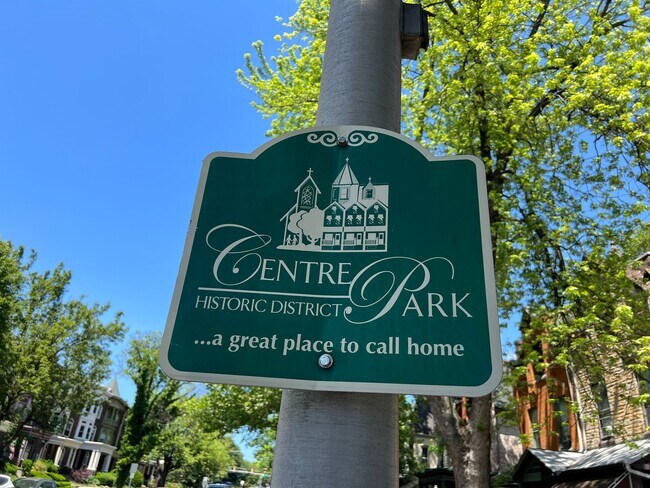 CENTRE PARK
HISTORIC DISTRICT
...a great place to call home